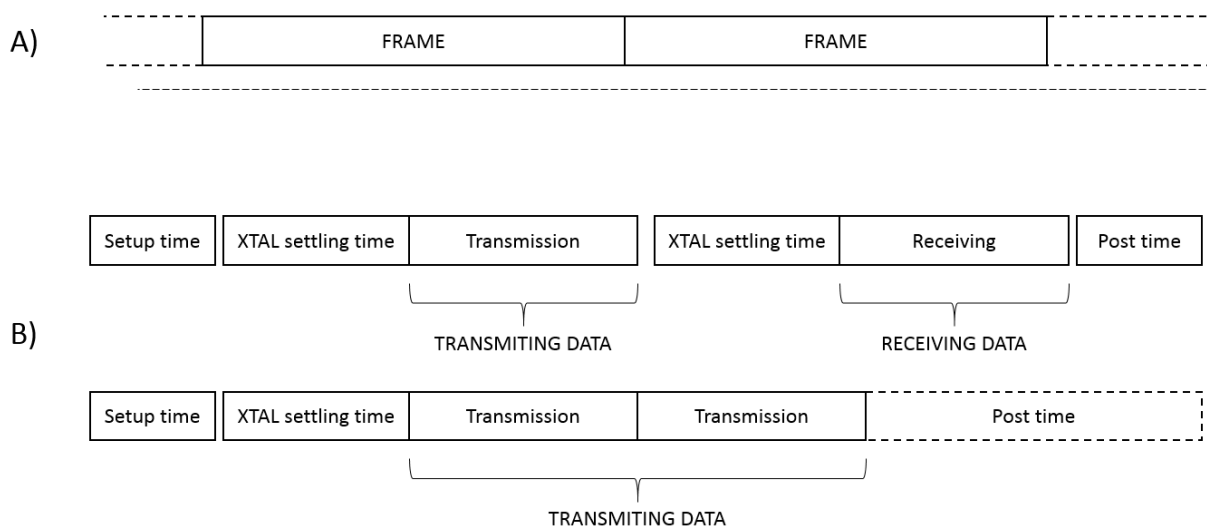 A)
FRAME FRAME
Setup time XTAL settling time Transmission XTAL settling time Receiving Post time
TRANSMITING DATA RECEIVING DATA
B)
Setup time XTAL settling time Transmission Transmission Post time
TRANSMITING DATA